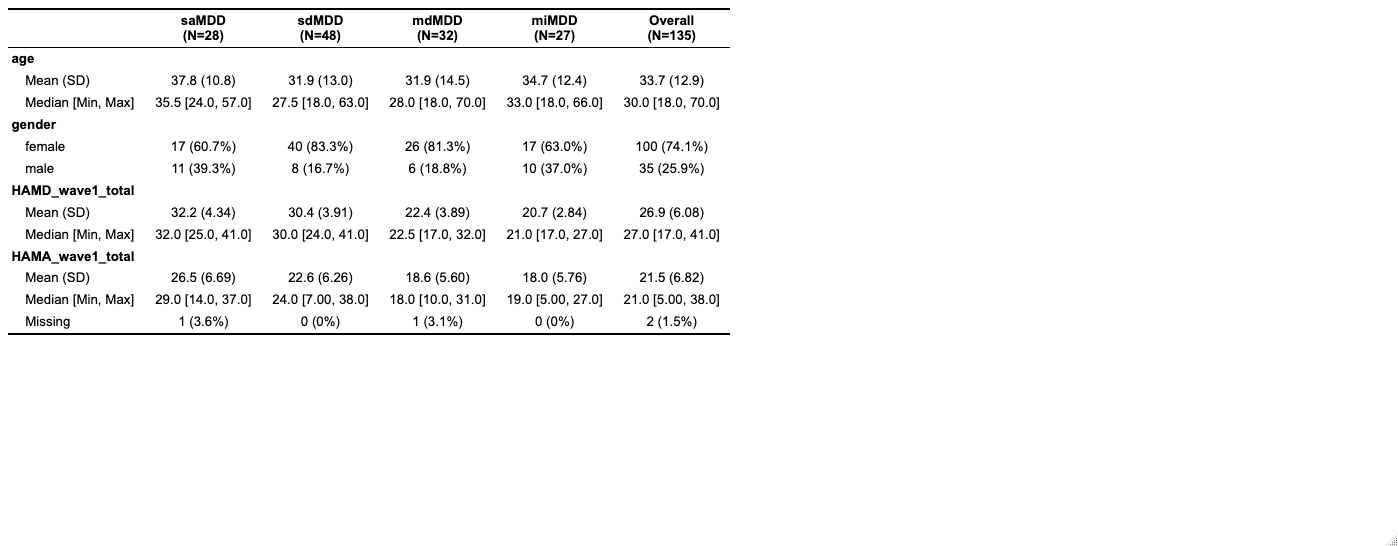 saMDD sdMDD mdMDD miMDD Overall
(N=28) (N=48) (N=32) (N=27) (N=135)
age
Mean (SD) 37.8 (10.8) 31.9 (13.0) 31.9 (14.5) 34.7 (12.4) 33.7 (12.9)
Median [Min, Max] 35.5 [24.0, 57.0] 27.5 [18.0, 63.0] 28.0 [18.0, 70.0] 33.0 [18.0, 66.0] 30.0 [18.0, 70.0]
gender
female 17 (60.7%) 40 (83.3%) 26 (81.3%) 17 (63.0%) 100 (74.1%)
male 11 (39.3%) 8 (16.7%) 6 (18.8%) 10 (37.0%) 35 (25.9%)
HAMD_wave1_total
Mean (SD) 32.2 (4.34) 30.4 (3.91) 22.4 (3.89) 20.7 (2.84) 26.9 (6.08)
Median [Min, Max] 32.0 [25.0, 41.0] 30.0 [24.0, 41.0] 22.5 [17.0, 32.0] 21.0 [17.0, 27.0] 27.0 [17.0, 41.0]
HAMA_wave1_total
Mean (SD) 26.5 (6.69) 22.6 (6.26) 18.6 (5.60) 18.0 (5.76) 21.5 (6.82)
Median [Min, Max] 29.0 [14.0, 37.0] 24.0 [7.00, 38.0] 18.0 [10.0, 31.0] 19.0 [5.00, 27.0] 21.0 [5.00, 38.0]
Missing 1 (3.6%) 0 (0%) 1 (3.1%) 0 (0%) 2 (1.5%)